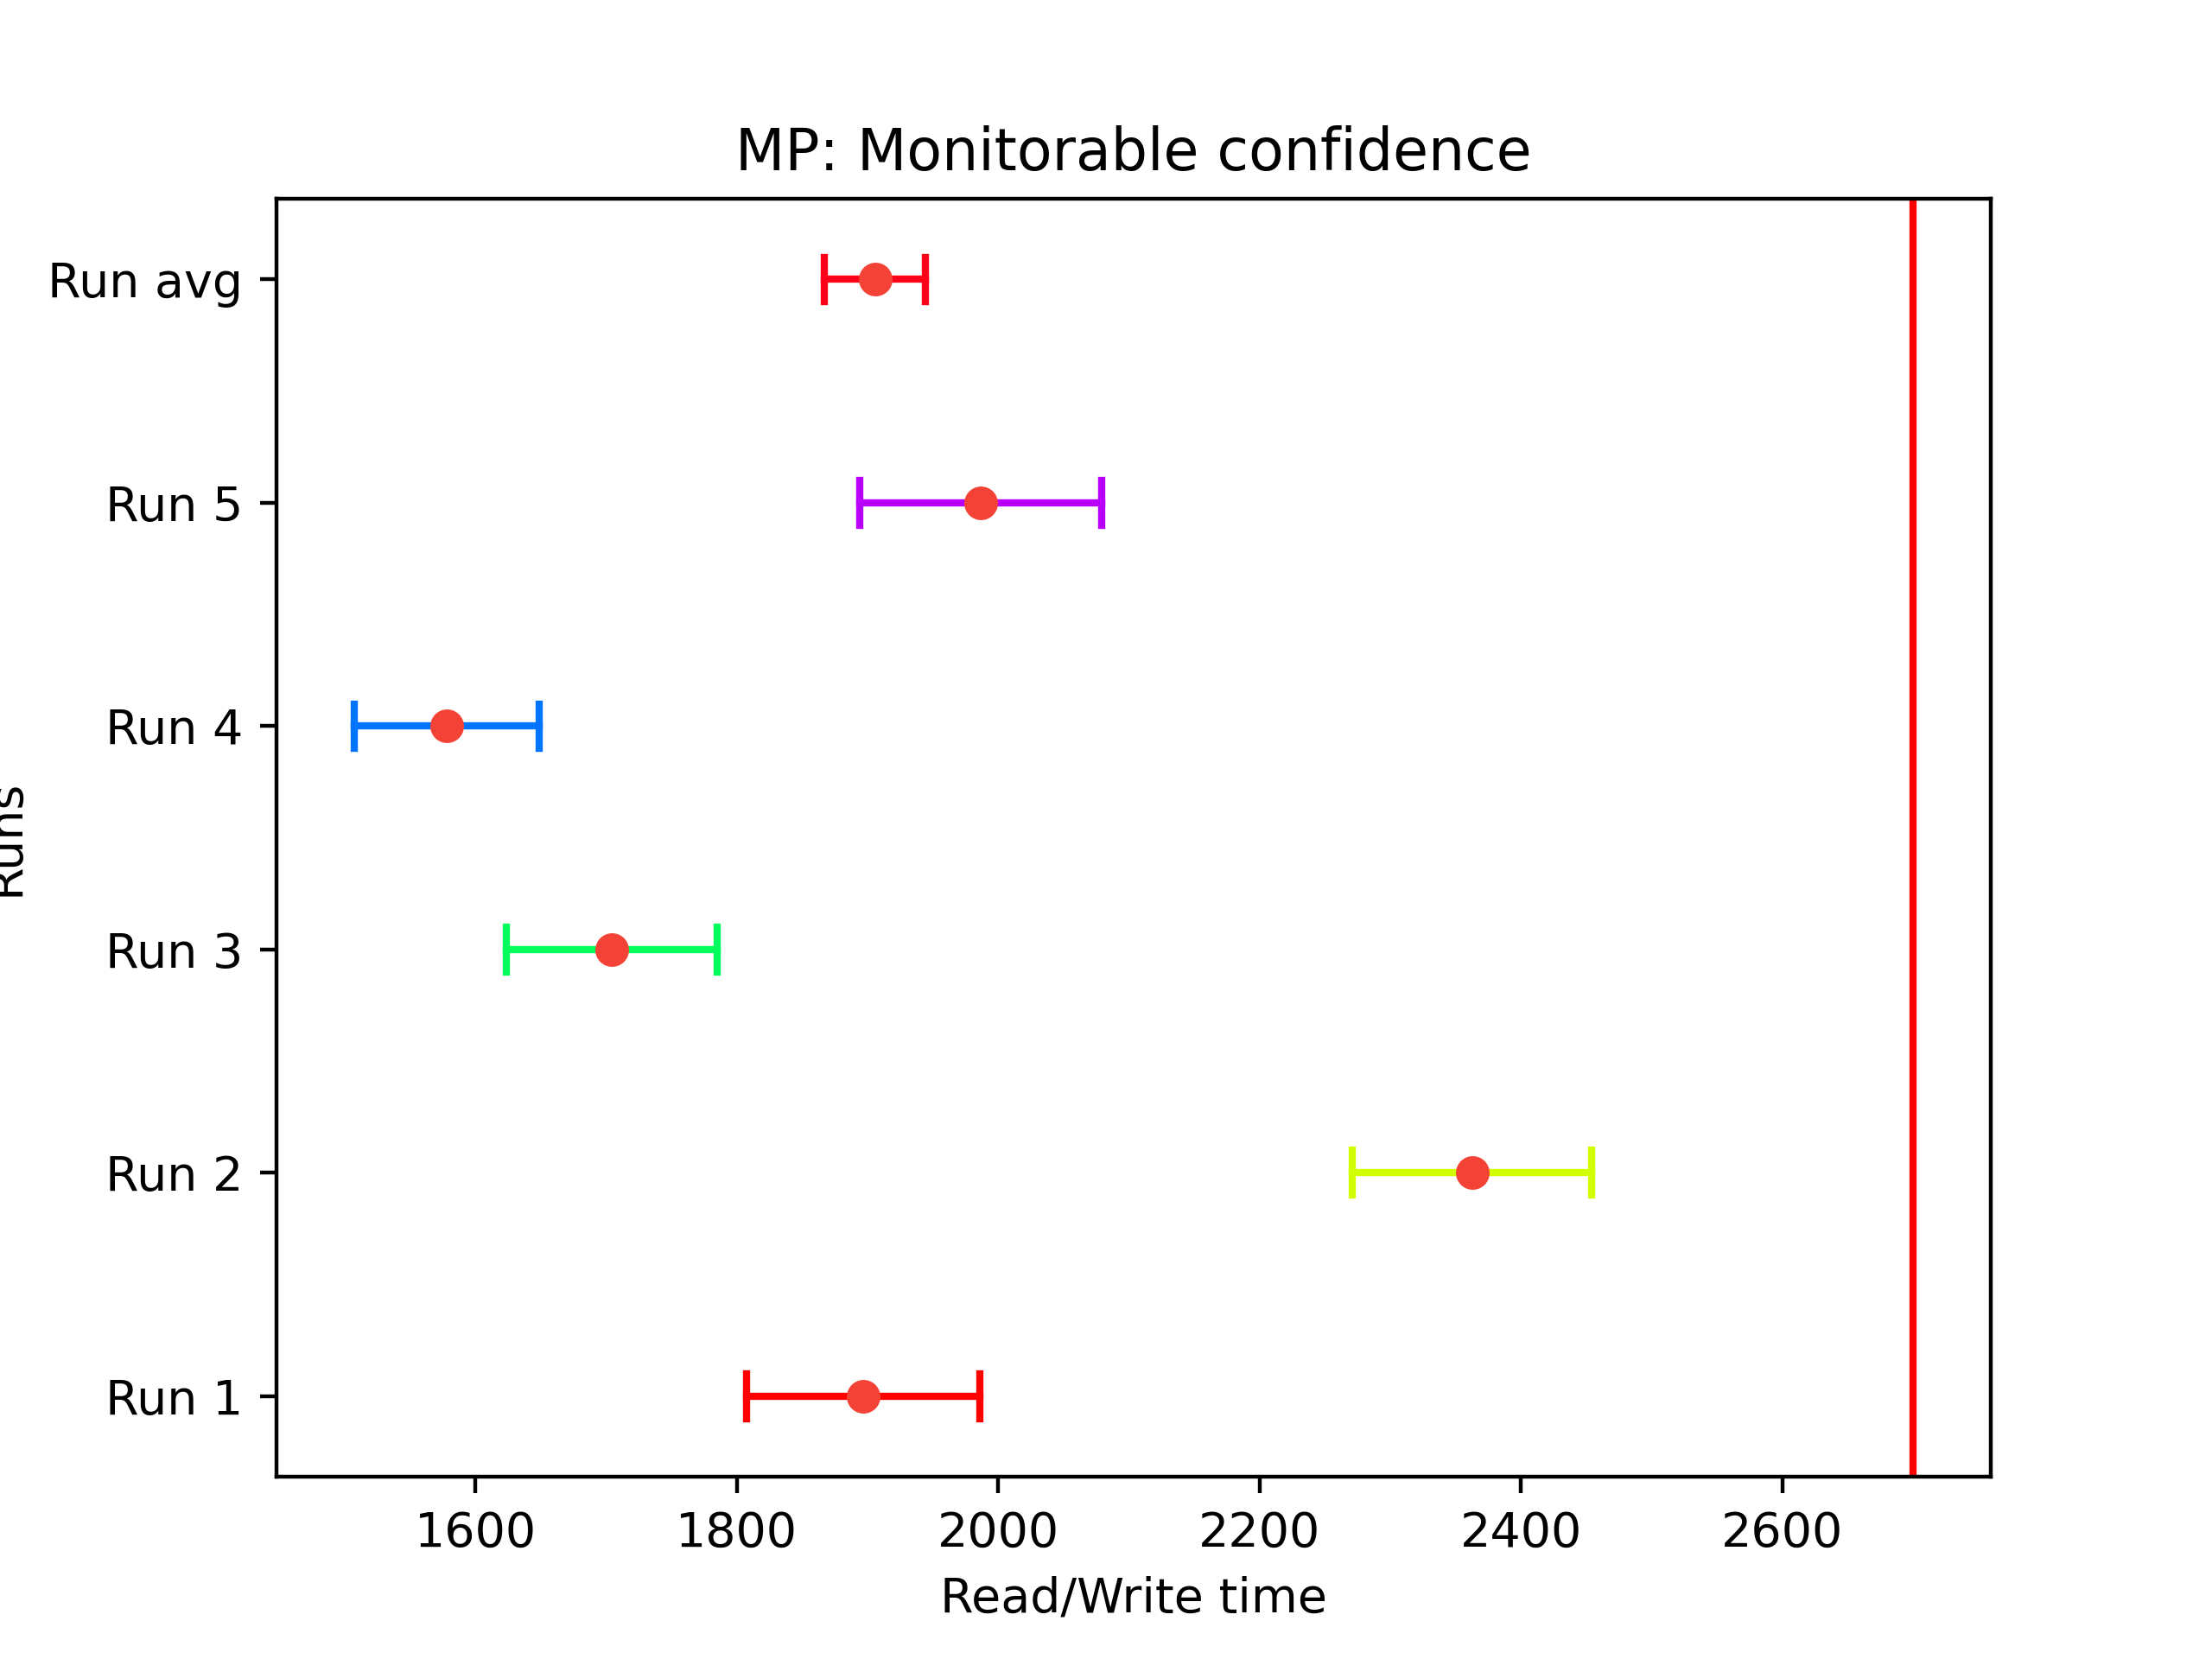 MP: Monitorable confidence
Run avg
Run 5
Run 4
Run 3
Run 2
Run 1
Runs
1600 1800 2000 2200 2400 2600
Read/Write time